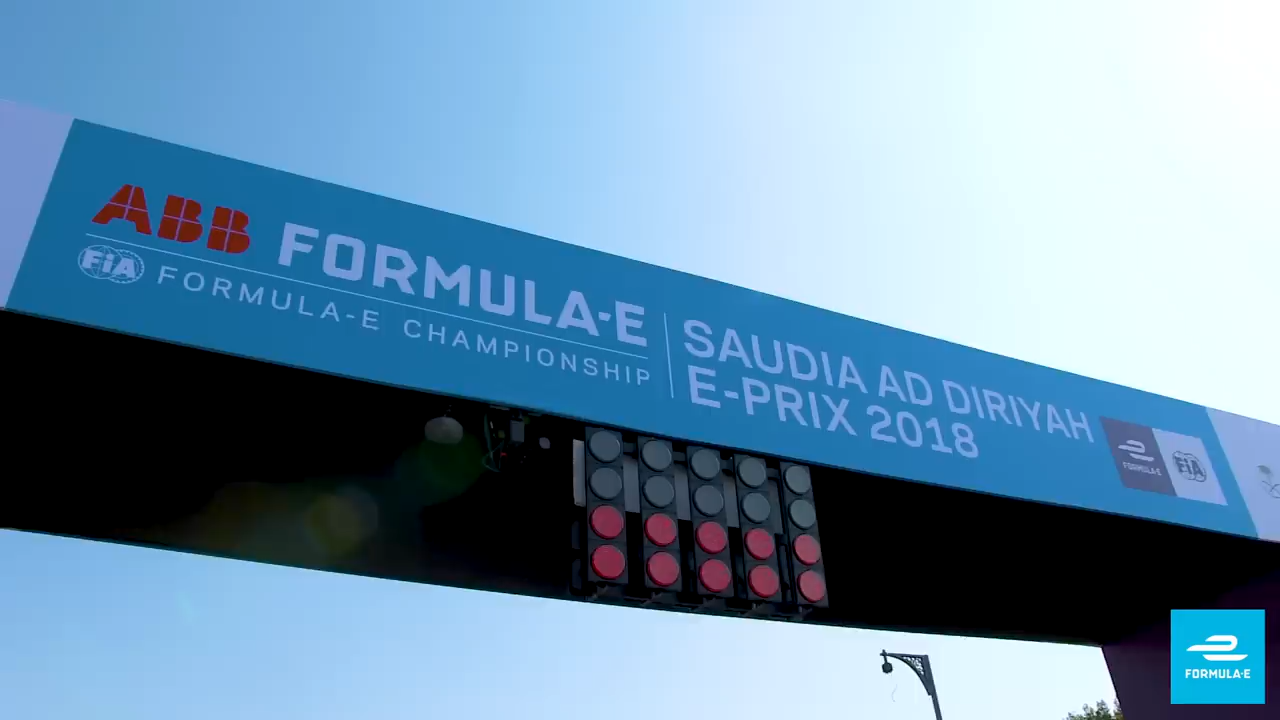 ABB FORMULA-E
FIA FORMULA-E CHAMPIONSHIP
SAUDIA AD DIRIYAH
E-PRIX 2018
FORMULA-E
FIA
FORMULA-E